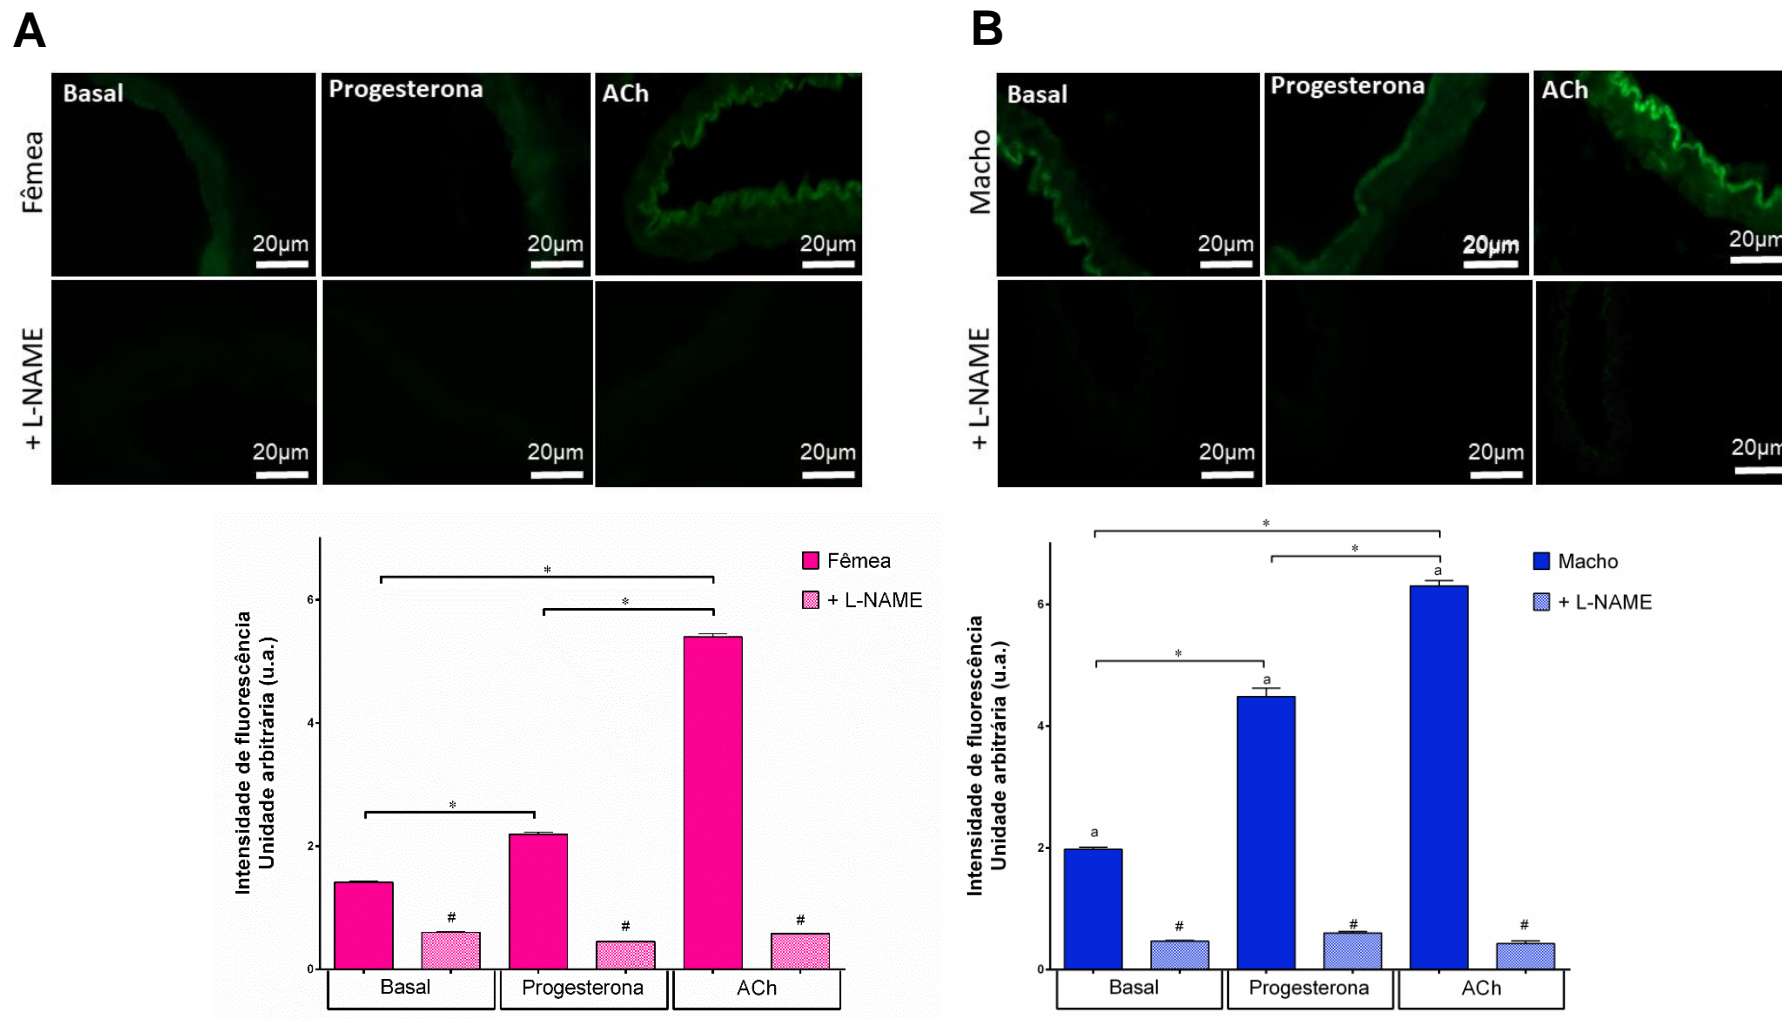 A
B
Basal
Progesterona
ACh
Fêmea
20µm
20µm
20µm
+ L-NAME
20µm
20µm
20µm
Basal
Progesterona
ACh
Macho
20µm
20µm
20µm
+ L-NAME
20µm
20µm
20µm
Intensidade de fluorescência
Unidade arbitrária (u.a.)
6
4
2
0
*
*
*
#
#
#
Fêmea
+ L-NAME
Basal
Progesterona
ACh
Intensidade de fluorescência
Unidade arbitrária (u.a.)
6
4
2
0
*
*
*
a
a
a
#
#
#
Macho
+ L-NAME
Basal
Progesterona
ACh